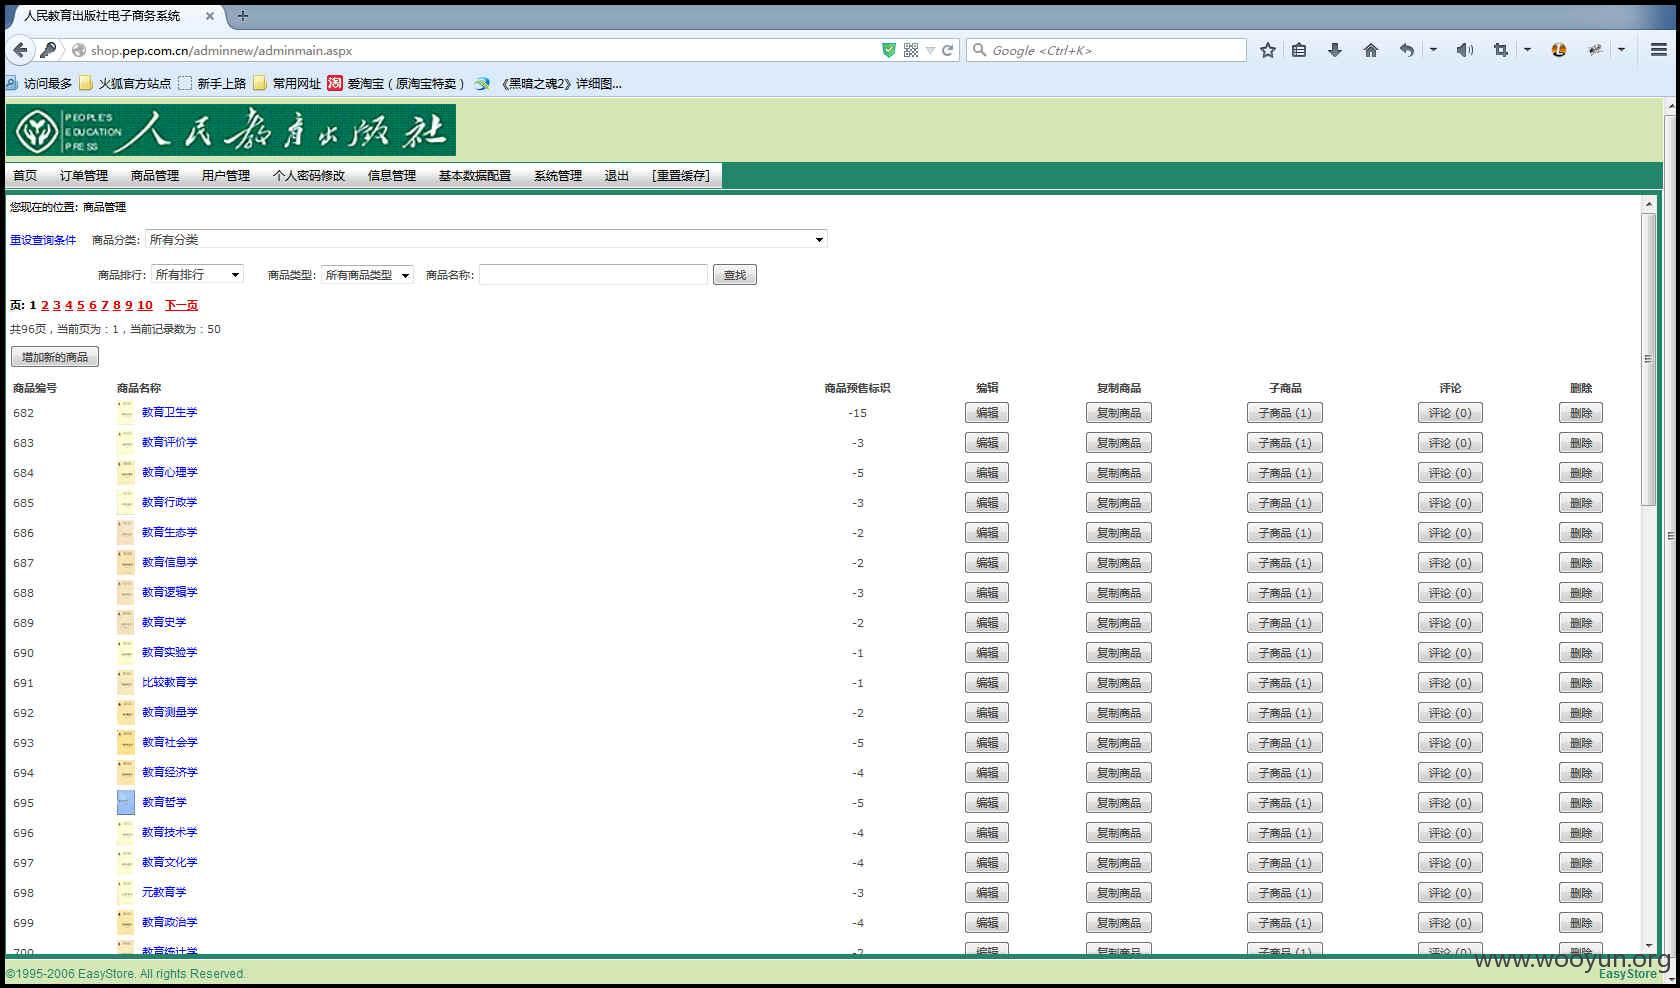 人民教育出版社电子商务系统
shop.pep.com.cn/adminnew/adminmain.aspx
Google <Ctrl+K>
访问最多 火狐官方站点 新手上路 常用网址 淘 爱淘宝（原淘宝特卖） 《黑暗之魂2》详细图...
PEOPLE'S EDUCATION PRESS 人民教育出版社
首页 订单管理 商品管理 用户管理 个人密码修改 信息管理 基本数据配置 系统管理 退出 [重置缓存]
您现在的位置: 商品管理
重设查询条件 商品分类: 所有分类
商品排行: 所有排行 商品类型: 所有商品类型 商品名称: 查找
页: 1 2 3 4 5 6 7 8 9 10 下一页
共96页，当前页为：1，当前记录数为：50
增加新的商品
商品编号 商品名称 商品预售标识 编辑 复制商品 子商品 评论 删除
682 教育卫生学 -15 编辑 复制商品 子商品 (1) 评论 (0) 删除
683 教育评价学 -3 编辑 复制商品 子商品 (1) 评论 (0) 删除
684 教育心理学 -5 编辑 复制商品 子商品 (1) 评论 (0) 删除
685 教育行政学 -3 编辑 复制商品 子商品 (1) 评论 (0) 删除
686 教育生态学 -2 编辑 复制商品 子商品 (1) 评论 (0) 删除
687 教育信息学 -2 编辑 复制商品 子商品 (1) 评论 (0) 删除
688 教育逻辑学 -3 编辑 复制商品 子商品 (1) 评论 (0) 删除
689 教育史学 -2 编辑 复制商品 子商品 (1) 评论 (0) 删除
690 教育实验学 -1 编辑 复制商品 子商品 (1) 评论 (0) 删除
691 比较教育学 -1 编辑 复制商品 子商品 (1) 评论 (0) 删除
692 教育测量学 -2 编辑 复制商品 子商品 (1) 评论 (0) 删除
693 教育社会学 -5 编辑 复制商品 子商品 (1) 评论 (0) 删除
694 教育经济学 -4 编辑 复制商品 子商品 (1) 评论 (0) 删除
695 教育哲学 -5 编辑 复制商品 子商品 (1) 评论 (0) 删除
696 教育技术学 -4 编辑 复制商品 子商品 (1) 评论 (0) 删除
697 教育文化学 -4 编辑 复制商品 子商品 (1) 评论 (0) 删除
698 元教育学 -3 编辑 复制商品 子商品 (1) 评论 (0) 删除
699 教育政治学 -4 编辑 复制商品 子商品 (1) 评论 (0) 删除
700 教育统计学 -2 编辑 复制商品 子商品 (1) 评论 (0) 删除
www.wooyun.org
©1995-2006 EasyStore. All rights Reserved.
EasyStore